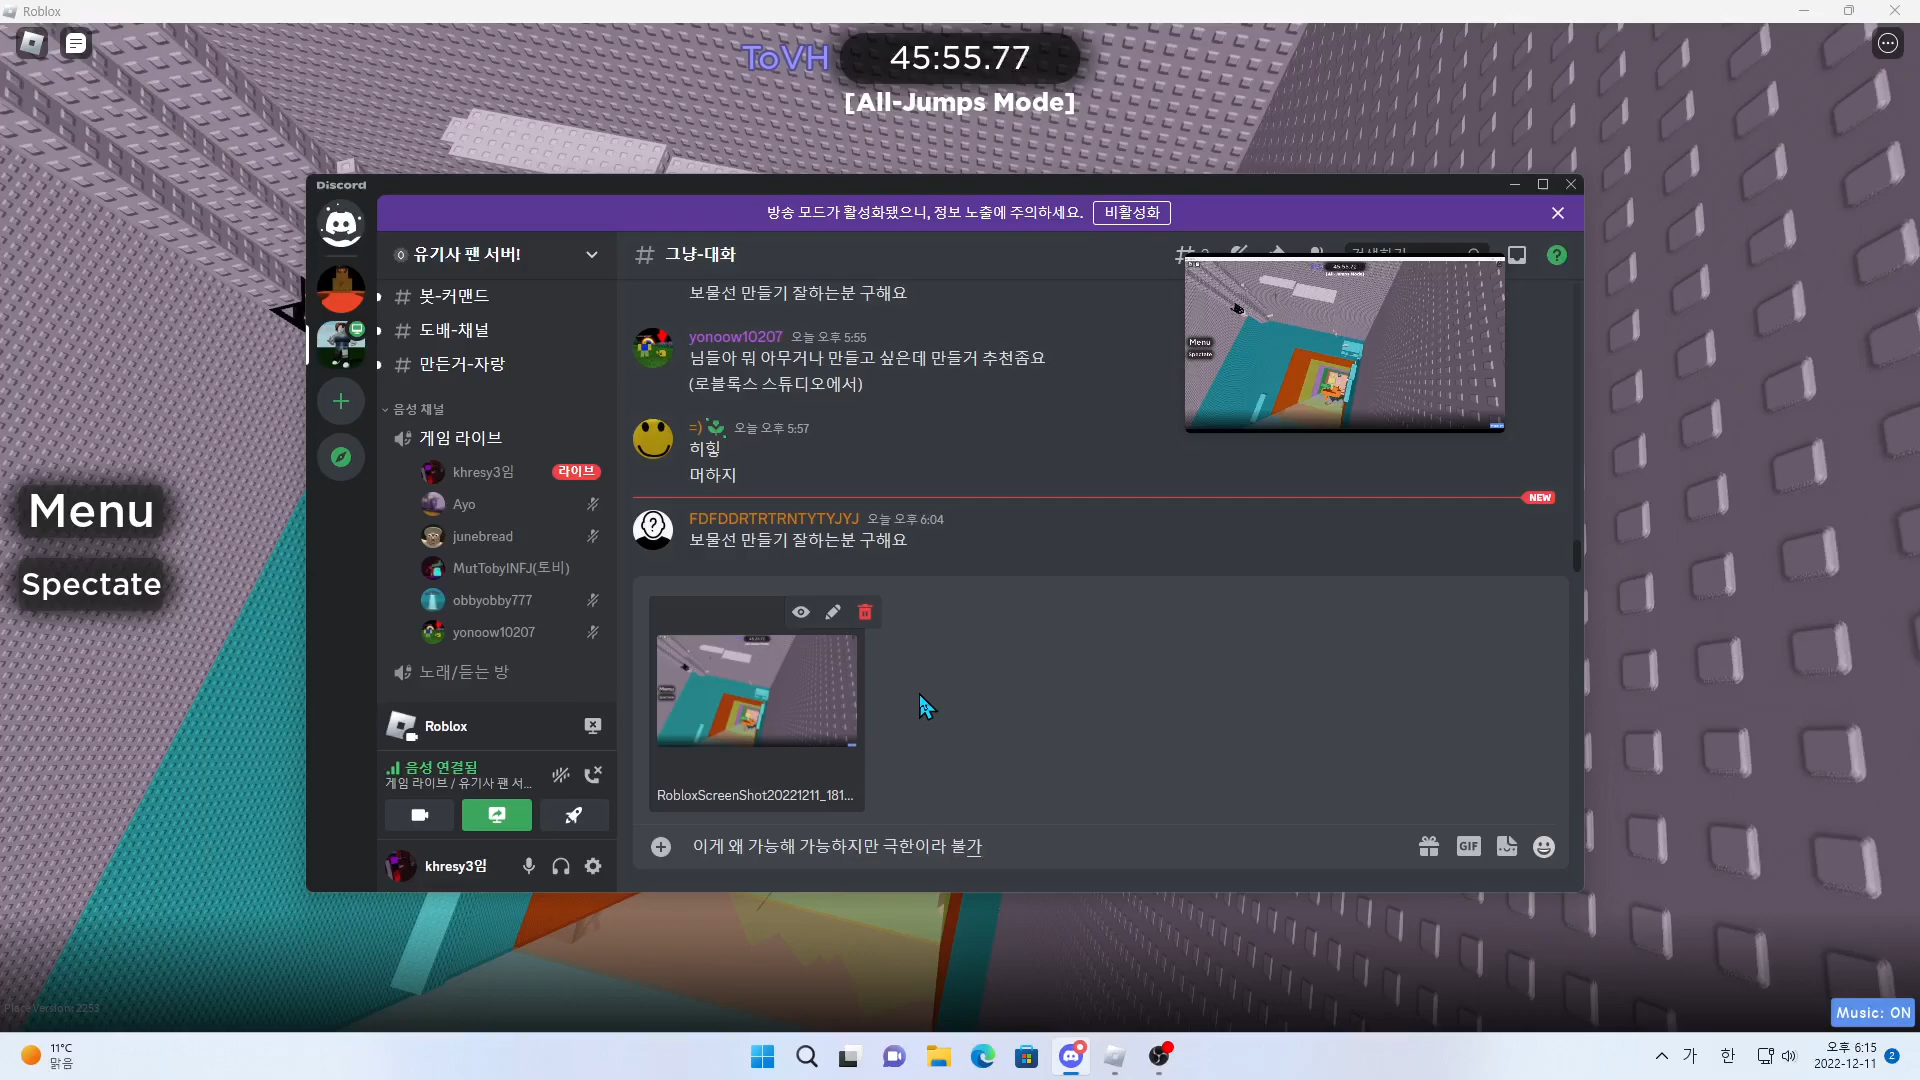 Roblox
ToVH
45:55.77
[All-Jumps Mode]
Menu
Spectate
Discord
방송 모드가 활성화됐으니, 정보 노출에 주의하세요.
비활성화
유기사 팬 서버!
# 봇-커맨드
# 도배-채널
# 만든거-자랑
음성 채널
게임 라이브
khresy3임
라이브
Ayo
junebread
MutTobyINFJ(토비)
obbyobby777
yonoow10207
노래/듣는 방
Roblox
음성 연결됨
게임 라이브 / 유기사 팬 서...
khresy3임
# 그냥-대화
보물선 만들기 잘하는분 구해요
yonoow10207 오늘 오후 5:55
님들아 뭐 아무거나 만들고 싶은데 만들거 추천좀요
(로블록스 스튜디오에서)
=) 오늘 오후 5:57
히힣
머하지
NEW
FDFDDRTRTRNTYTYJYJ 오늘 오후 6:04
보물선 만들기 잘하는분 구해요
Menu
Spectate
RobloxScreenShot20221211_181...
이게 왜 가능해 가능하지만 극한이라 불가
GIF
Place Version: 2253
Music: ON
11°C
맑음
가
한
오후 6:15
2022-12-11
2